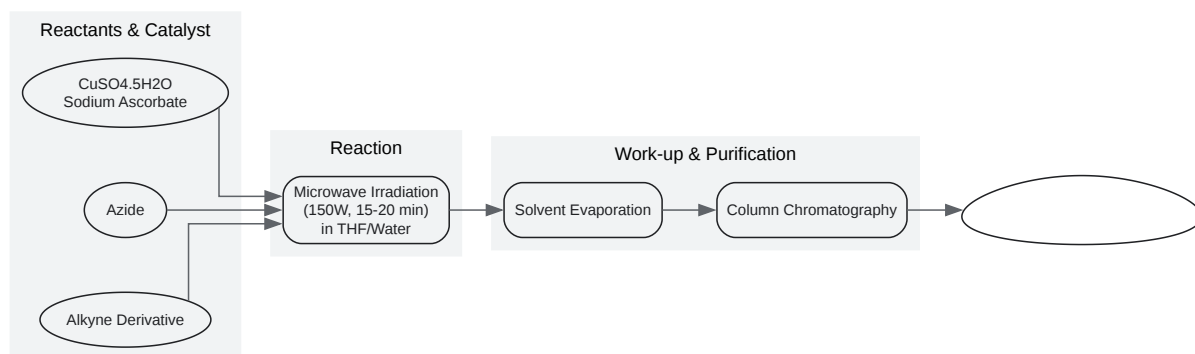 Reactants & Catalyst
CuSO4.5H2O
Sodium Ascorbate
Azide
Alkyne Derivative
Reaction
Microwave Irradiation
(150W, 15-20 min)
in THF/Water
Work-up & Purification
Solvent Evaporation
Column Chromatography